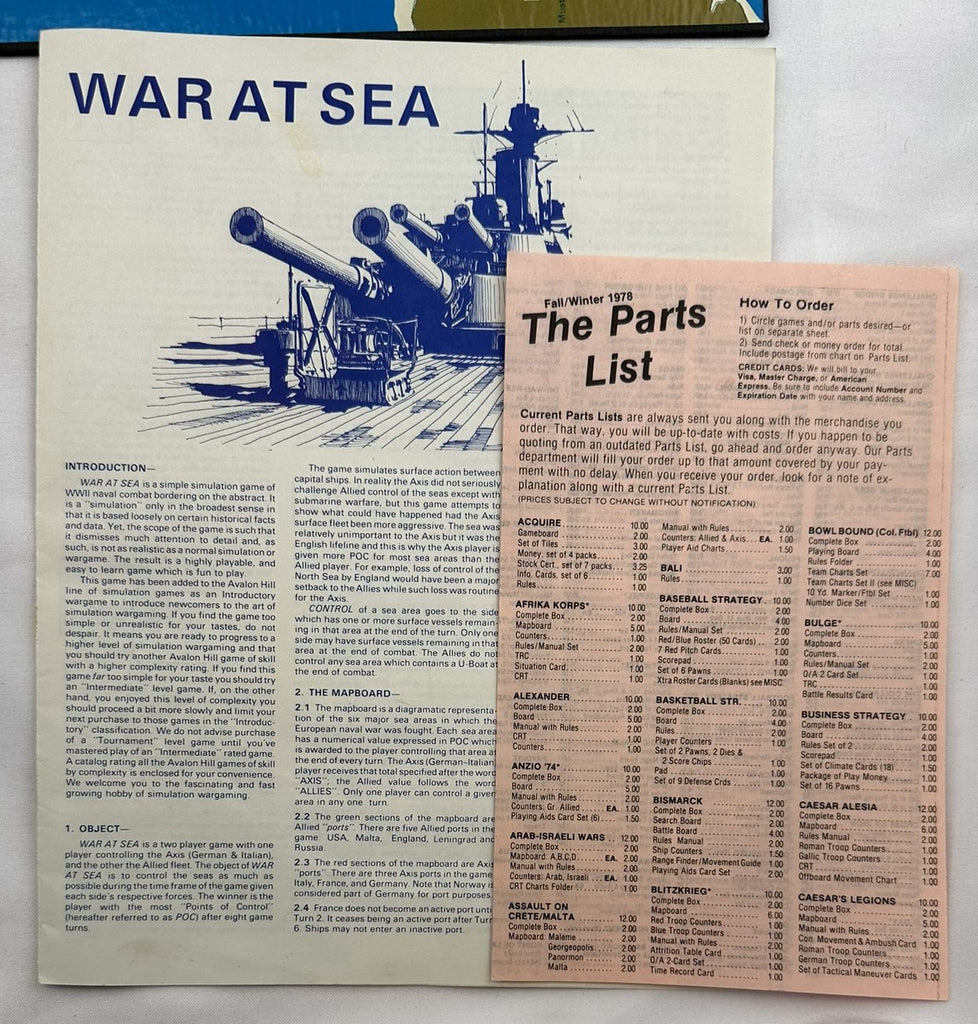 Must
WAR AT SEA
INTRODUCTION—
WAR AT SEA is a simple simulation game of
WWII naval combat bordering on the abstract. It
is a "simulation" only in the broadest sense in
that it is based loosely on certain historical facts
and data. Yet, the scope of the game is such that
it dismisses much attention to detail and, as
such, is not as realistic as a normal simulation or
wargame. The result is a highly playable, and
easy to learn game which is fun to play.
This game has been added to the Avalon Hill
line of simulation games as an Introductory
wargame to introduce newcomers to the art of
simulation wargaming. If you find the game too
simple or unrealistic for your tastes, do not
despair. It means you are ready to progress to a
higher level of simulation wargaming and that
you should try another Avalon Hill game of skill
with a higher complexity rating. If you find this
game far too simple for your taste you should try
an "Intermediate" level game. If, on the other
hand, you enjoyed this level of complexity you
should proceed a bit more slowly and limit your
next purchase to those games in the "Introduc-
tory" classification. We do not advise purchase
of a "Tournament" level game until you've
mastered play of an "Intermediate" rated game.
A catalog rating all the Avalon Hill games of skill
by complexity is enclosed for your convenience.
We welcome you to the fascinating and fast
growing hobby of simulation wargaming.
1. OBJECT—
WAR AT SEA is a two player game with one
player controlling the Axis (German & Italian),
and the other the Allied fleet. The object of WAR
AT SEA is to control the seas as much as
possible during the time frame of the game given
each side's respective forces. The winner is the
player with the most "Points of Control"
(hereafter referred to as POC) after eight game
turns.
The game simulates surface action between
capital ships. In reality the Axis did not seriously
challenge Allied control of the seas except with
submarine warfare, but this game attempts to
show what could have happened had the Axis
surface fleet been more aggressive. The sea was
relatively unimportant to the Axis but it was the
English lifeline and this is why the Axis player is
given more POC for most sea areas than the
Allied player. For example, loss of control of the
North Sea by England would have been a major
setback to the Allies while such loss was routine
for the Axis.
CONTROL of a sea area goes to the side
which has one or more surface vessels remain-
ing in that area at the end of the turn. Only one
side may have surface vessels remaining in that
area at the end of combat. The Allies do not
control any sea area which contains a U-Boat at
the end of combat.
2. THE MAPBOARD—
2.1 The mapboard is a diagramatic representa-
tion of the six major sea areas in which the
European naval war was fought. Each sea area
has a numerical value expressed in POC which
is awarded to the player controlling that area at
the end of every turn. The Axis (German-Italian)
player receives that total specified after the word
"AXIS", the Allied value follows the word
"ALLIES". Only one player can control a given
area in any one turn.
2.2 The green sections of the mapboard are
Allied "ports". There are five Allied ports in the
game: USA, Malta, England, Leningrad and
Russia.
2.3 The red sections of the mapboard are Axis
"ports". There are three Axis ports in the game
Italy, France, and Germany. Note that Norway is
considered part of Germany for port purposes.
2.4 France does not become an active port until
Turn 2. It ceases being an active port after Turn
6. Ships may not enter an inactive port.
Fall/Winter 1978
The Parts
List
How To Order
1) Circle games and/or parts desired—or
list on separate sheet.
2) Send check or money order for total.
Include postage from chart on Parts List
CREDIT CARDS: We will bill to your
Visa, Master Charge, or American
Express. Be sure to include Account Number and
Expiration Date with your name and address.
Current Parts Lists are always sent you along with the merchandise you
order. That way, you will be up-to-date with costs. If you happen to be
quoting from an outdated Parts List, go ahead and order anyway. Our Parts
department will fill your order up to that amount covered by your pay-
ment with no delay. When you receive your order, look for a note of ex-
planation along with a current Parts List.
(PRICES SUBJECT TO CHANGE WITHOUT NOTIFICATION)
ACQUIRE 10.00
Gameboard 2.00
Set of Tiles 3.00
Money, set of 4 packs 2.00
Stock Cert., set of 7 packs 3.25
Info. Cards, set of 6 1.00
Rules 1.00
AFRIKA KORPS* 10.00
Complete Box 2.00
Mapboard 5.00
Counters 1.00
Rules/Manual Set 2.00
TRC 1.00
Situation Card 1.00
CRT 1.00
ALEXANDER 10.00
Complete Box 2.00
Board 5.00
Manual with Rules 2.00
CRT 1.00
Counters 1.00
ANZIO '74* 10.00
Complete Box 2.00
Board 5.00
Manual with Rules 2.00
Counters: Gr. Allied EA. 1.00
Playing Aids Card Set (6) 1.50
ARAB-ISRAELI WARS 12.00
Complete Box 2.00
Mapboard: A,B,C,D EA. 2.00
Manual with Rules 2.00
Counters: Arab, Israeli EA. 1.00
CRT Charts Folder 1.00
ASSAULT ON
CRETE/MALTA 12.00
Complete Box 2.00
Mapboard: Maleme 2.00
Georgeopolis 2.00
Panormon 2.00
Malta 2.00
Manual with Rules 2.00
Counters: Allied & Axis EA. 1.00
Player Aid Charts 1.50
BALI 3.00
Rules 1.00
BASEBALL STRATEGY 10.00
Complete Box 2.00
Board 4.00
Rules/Manual Set 2.00
Red/Blue Roster (50 Cards) 2.00
7 Red Pitch Cards 1.00
Scorepad 1.00
Set of 6 Pawns 1.00
Xtra Roster Cards (Blanks) see MISC
BASKETBALL STR. 10.00
Complete Box 2.00
Board 4.00
Rules 2.00
Player Counters 1.00
Set of 2 Pawns, 2 Dies &
2 Score Chips 1.00
Pad 1.00
Set of 9 Defense Crds 1.00
BISMARCK 12.00
Complete Box 2.00
Search Board 2.00
Battle Board 4.00
Rules Manual 2.00
Ship Counters 1.50
Range Finder/Movement Guide 1.00
Playing Aids Card Set 2.00
BLITZKRIEG* 10.00
Complete Box 2.00
Mapboard 6.00
Red Troop Counters 1.00
Blue Troop Counters 1.00
Manual with Rules 2.00
Attrition Table Card 1.00
O/A 2-Card Set 1.00
Time Record Card 1.00
BOWL BOUND (Col. Ftbl) 12.00
Complete Box 2.00
Playing Board 4.00
Rules Folder 1.00
Team Charts Set 7.00
Team Charts Set II (see MISC)
10 Yd. Marker/Ftbl Set 1.00
Number Dice Set 1.00
BULGE* 10.00
Complete Box 2.00
Mapboard 5.00
Counters 1.00
Rules/Manual Set 2.00
O/A 2 Card Set 1.00
TRC 1.00
Battle Results Card 1.00
BUSINESS STRATEGY 10.00
Complete Box 2.00
Board 4.00
Rules Set of 2 2.00
Scorepad 1.00
Set of Climate Cards (18) 1.50
Package of Play Money 1.00
Set of 16 Pawns 1.00
CAESAR ALESIA 12.00
Complete Box 2.00
Mapboard 6.00
Rules Manual 2.00
Roman Troop Counters 1.00
Gallic Troop Counters 1.00
CRT 1.00
Offboard Movement Chart 1.00
CAESAR'S LEGIONS 10.00
Complete Box 2.00
Mapboard 5.00
Manual with Rules 2.00
Con. Movement & Ambush Card 1.00
Roman Troop Counters 1.00
German Troop Counters 1.00
Set of Tactical Maneuver Cards 1.00